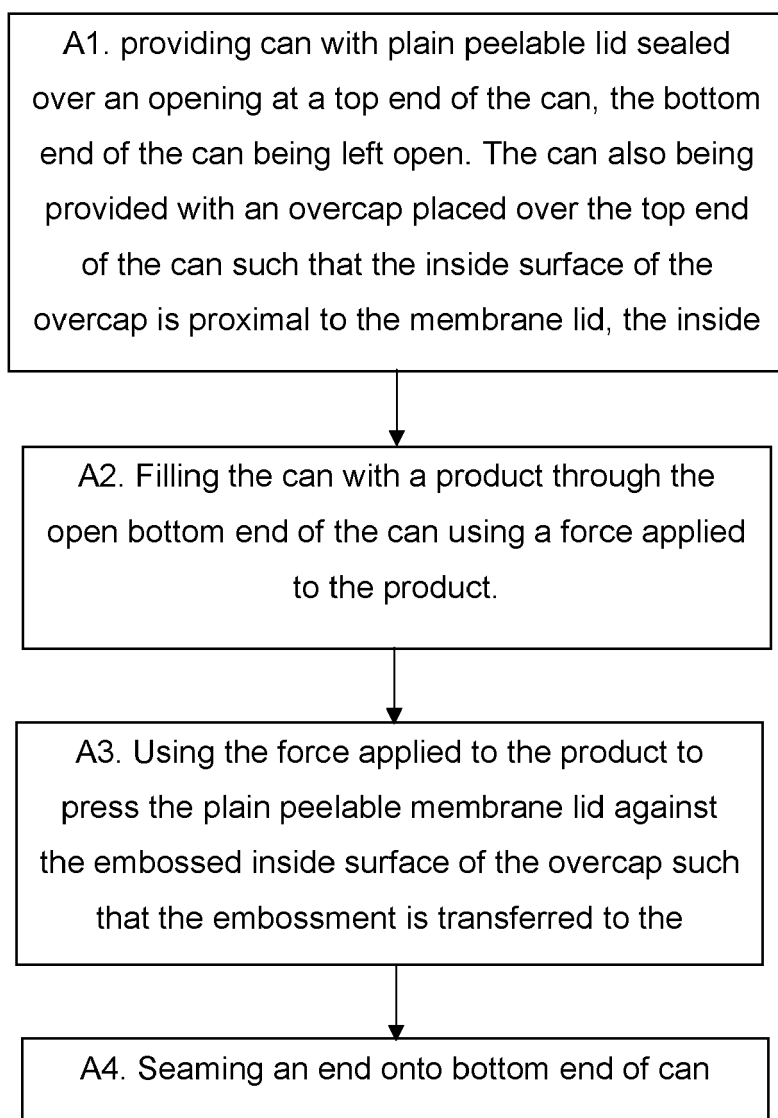 A1. providing can with plain peelable lid sealed
over an opening at a top end of the can, the bottom
end of the can being left open. The can also being
provided with an overcap placed over the top end
of the can such that the inside surface of the
overcap is proximal to the membrane lid, the inside
A2. Filling the can with a product through the
open bottom end of the can using a force applied
to the product.
A3. Using the force applied to the product to
press the plain peelable membrane lid against
the embossed inside surface of the overcap such
that the embossment is transferred to the
A4. Seaming an end onto bottom end of can